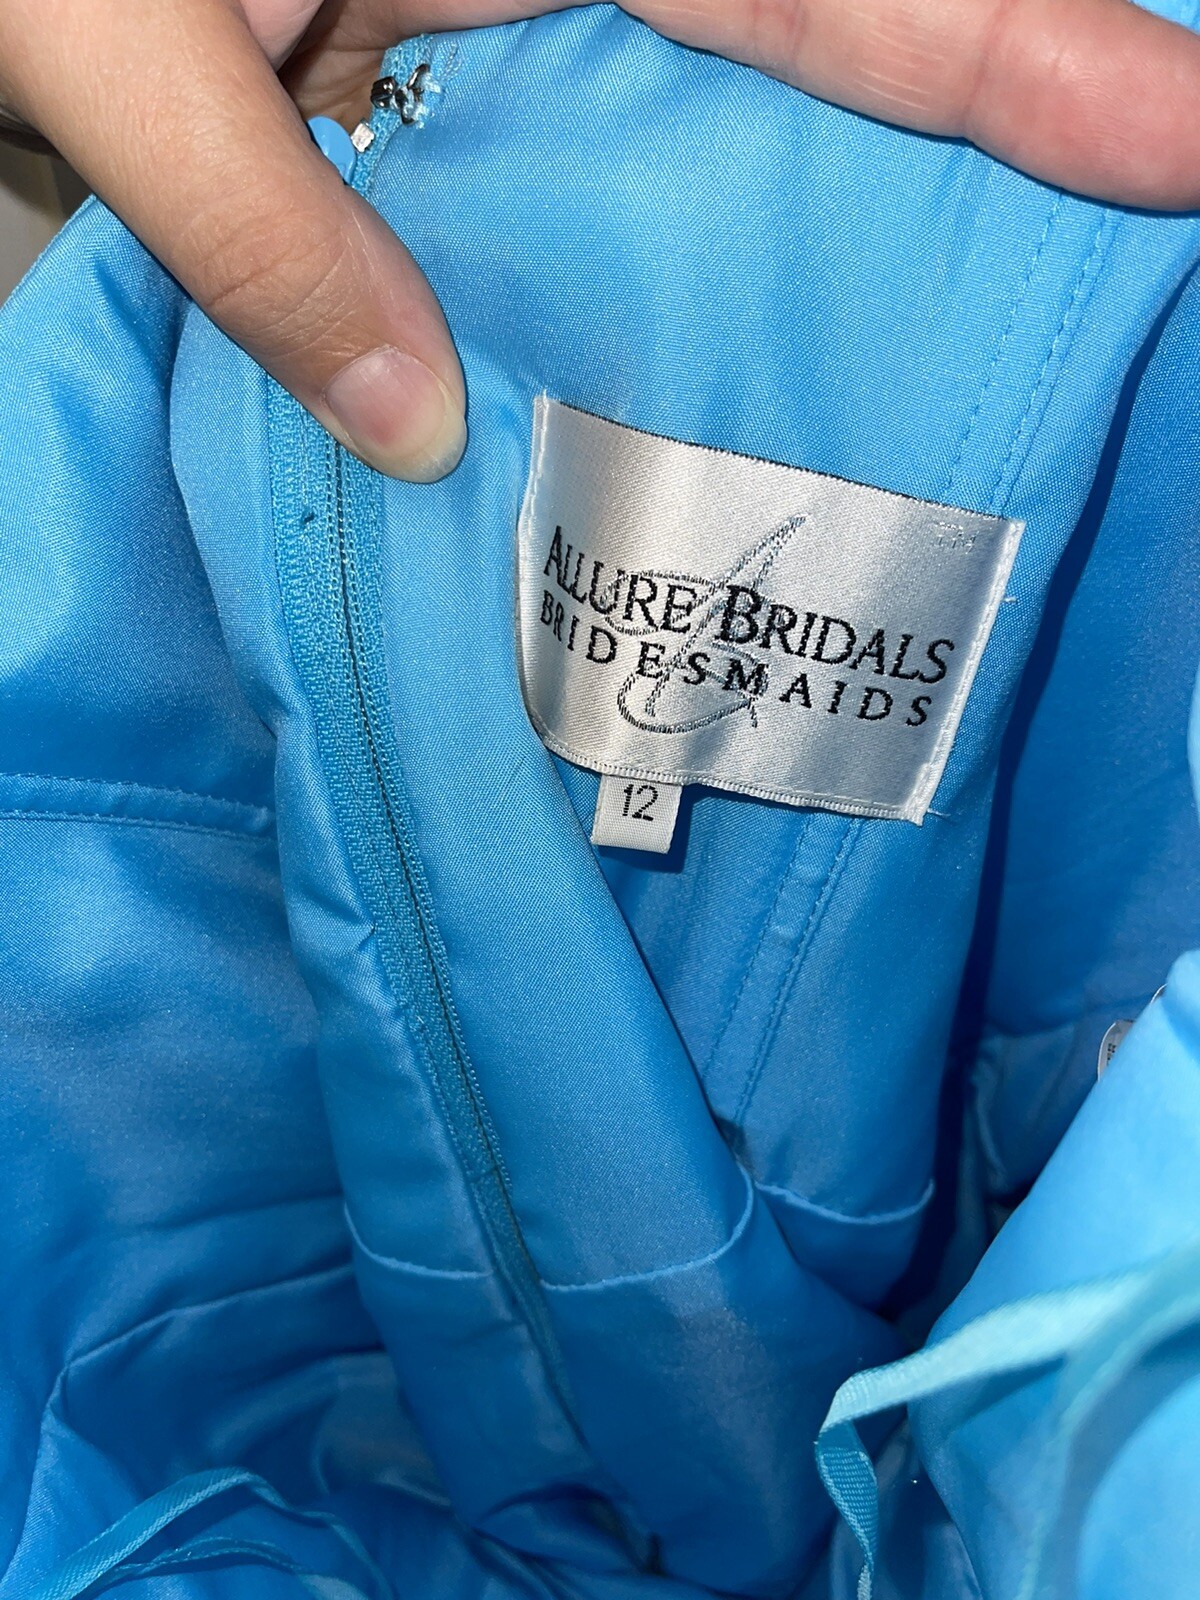 TM
ALLURE BRIDALS
BRIDESMAIDS
12